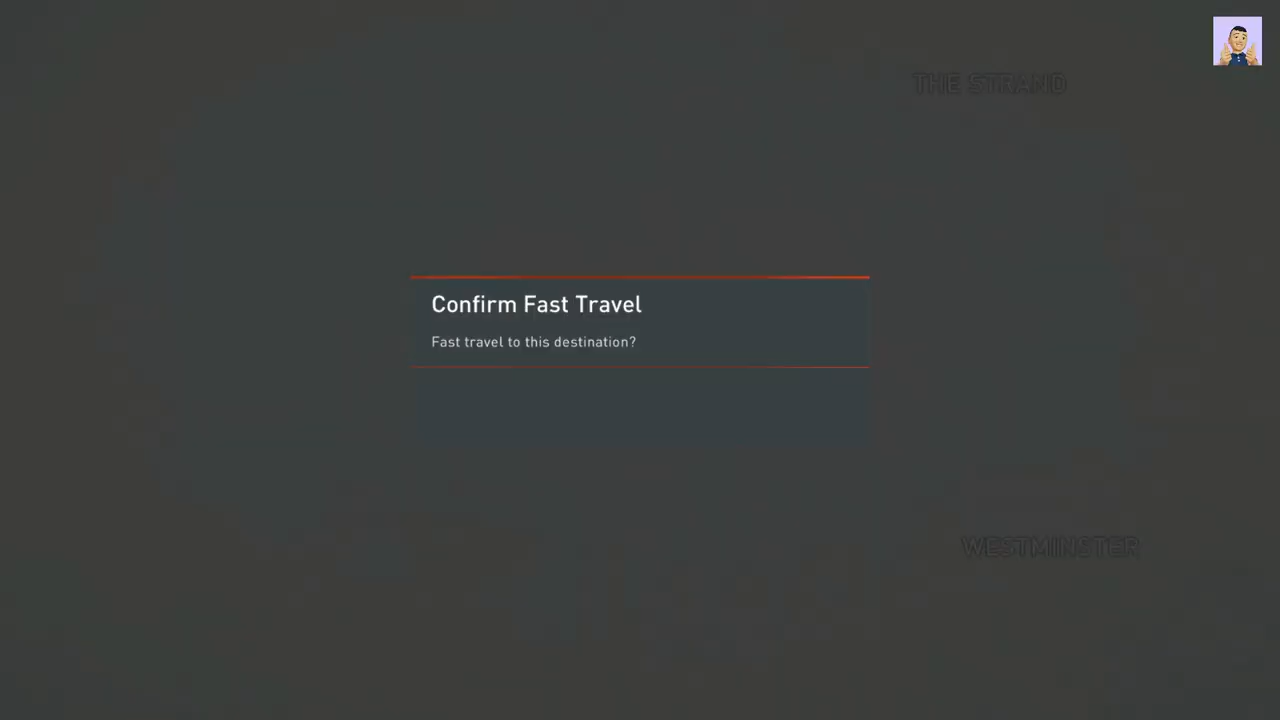 THE STRAND
Confirm Fast Travel
Fast travel to this destination?
WESTMINSTER